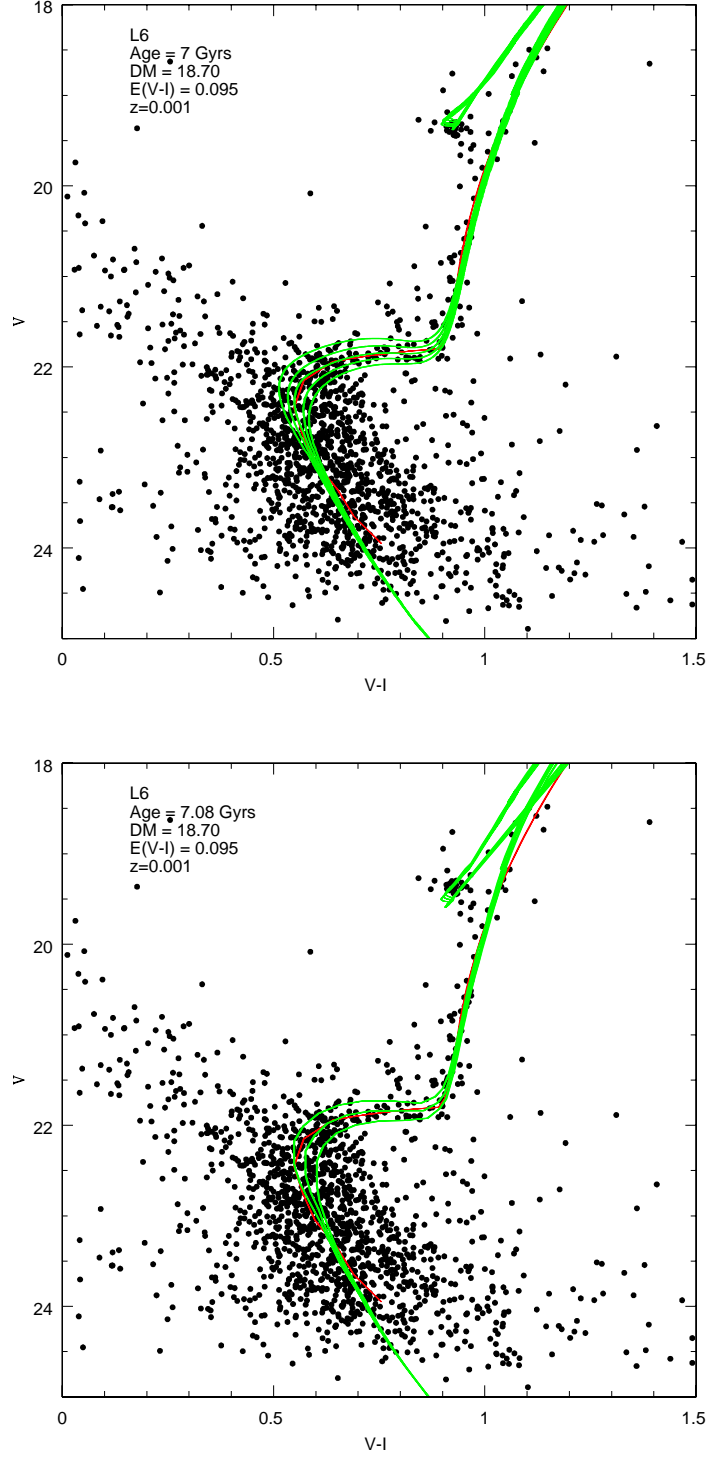 18
L6
Age = 7 Gyrs
DM = 18.70
E(V-I) = 0.095
z=0.001
20
V
22
24
0 0.5 1 1.5
V-I
18
L6
Age = 7.08 Gyrs
DM = 18.70
E(V-I) = 0.095
z=0.001
20
V
22
24
0 0.5 1 1.5
V-I